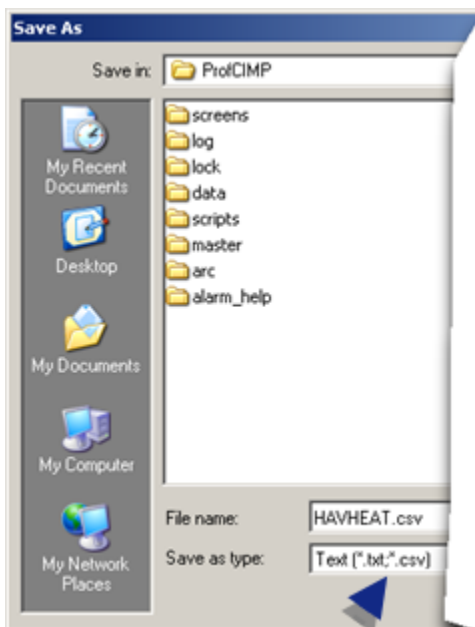 Save As
Save in:
ProfCIMP
My Recent
Documents
Desktop
My Documents
My Computer
My Network
Places
screens
log
lock
data
scripts
master
arc
alarm_help
File name:
HAVHEAT.csv
Save as type:
Text (*.txt;*.csv)